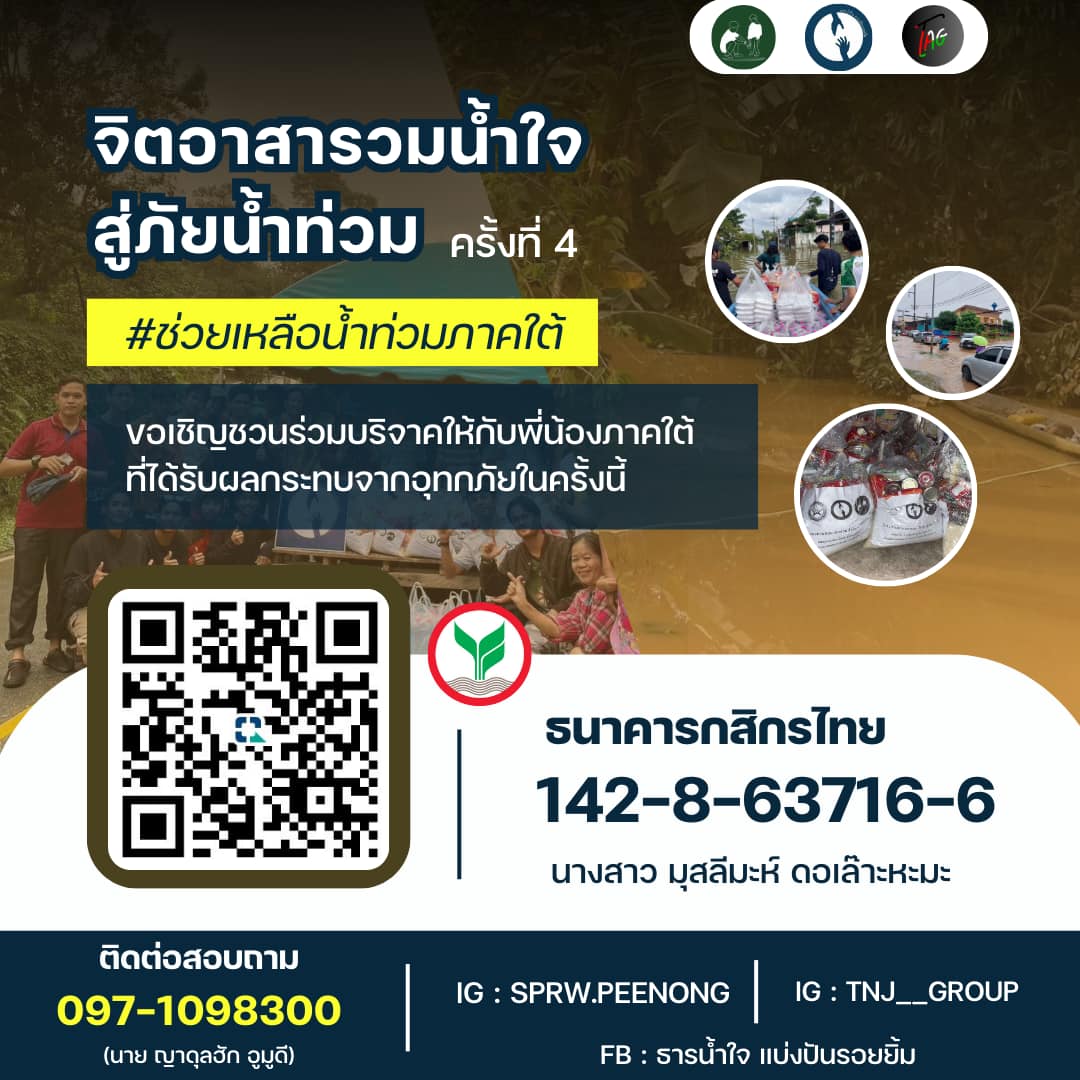 TAG
จิตอาสารวมน้ำใจ
สู่ภัยน้ำท่วม ครั้งที่ 4
#ช่วยเหลือน้ำท่วมภาคใต้
ขอเชิญชวนร่วมบริจาคให้กับพี่น้องภาคใต้
ที่ได้รับผลกระทบจากอุทกภัยในครั้งนี้
ธนาคารกสิกรไทย
142-8-63716-6
นางสาว มุสลีมะห์ ดอเล๊าะหะมะ
ติดต่อสอบถาม
097-1098300
(นาย ญาดุลฮัก อูมูดี)
IG : SPRW.PEENONG
IG : TNJ__GROUP
FB : ธารน้ำใจ แบ่งปันรอยยิ้ม